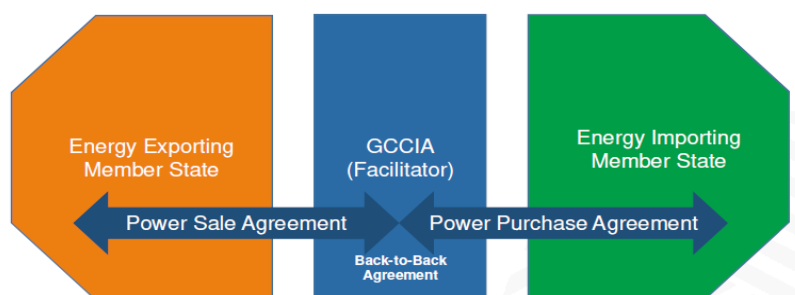 Energy Exporting
Member State
GCCIA
(Facilitator)
Energy Importing
Member State
Power Sale Agreement
Power Purchase Agreement
Back-to-Back
Agreement